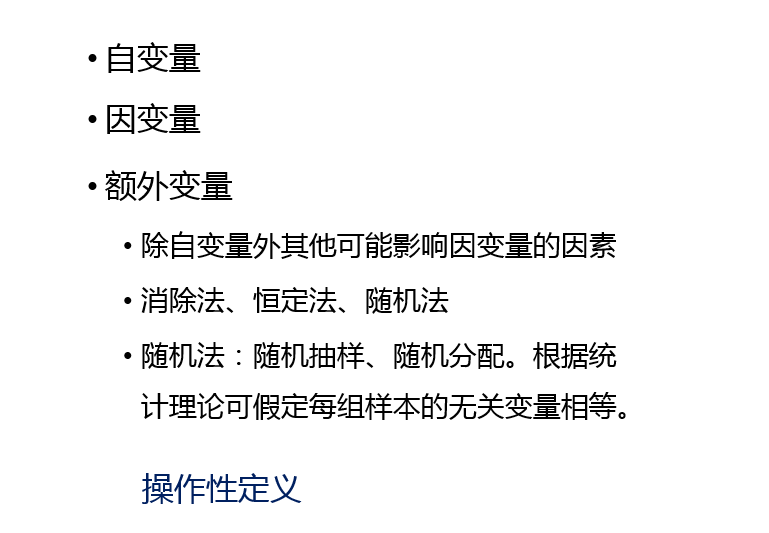 • 自变量
• 因变量
• 额外变量
• 除自变量外其他可能影响因变量的因素
• 消除法、恒定法、随机法
• 随机法：随机抽样、随机分配。根据统
计理论可假定每组样本的无关变量相等。
操作性定义